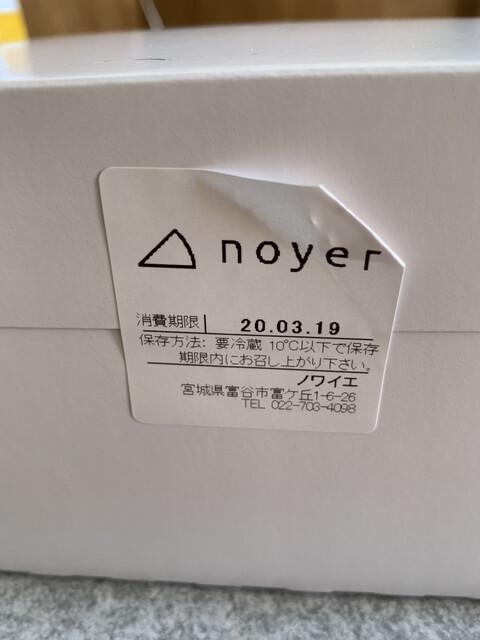 noyer
消費期限 20.03.19
保存方法: 要冷蔵 10℃以下で保存
期限内にお召し上がり下さい。
ノワイエ
宮城県富谷市富ケ丘1-6-26
TEL 022-703-4098